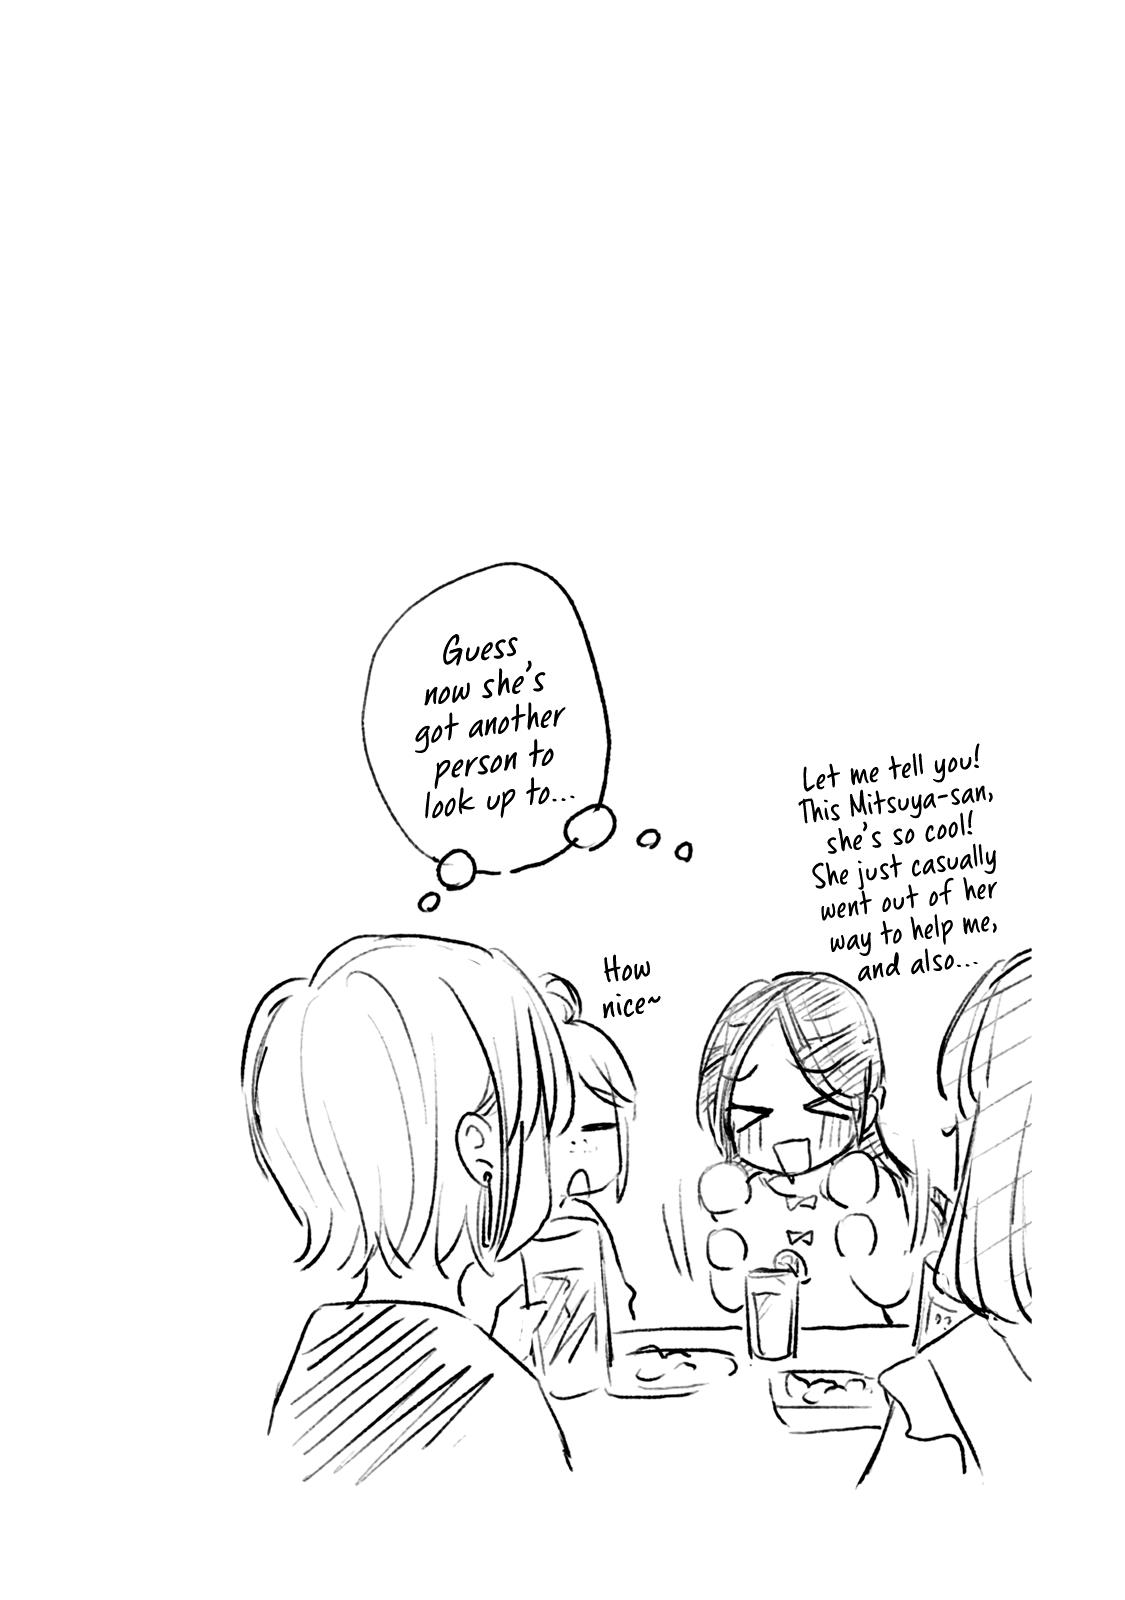 Guess
now she's
got another
person to
look up to...
Let me tell you!
This Mitsuya-san,
she's so cool!
She just casually
went out of her
way to help me,
and also...
How
nice~